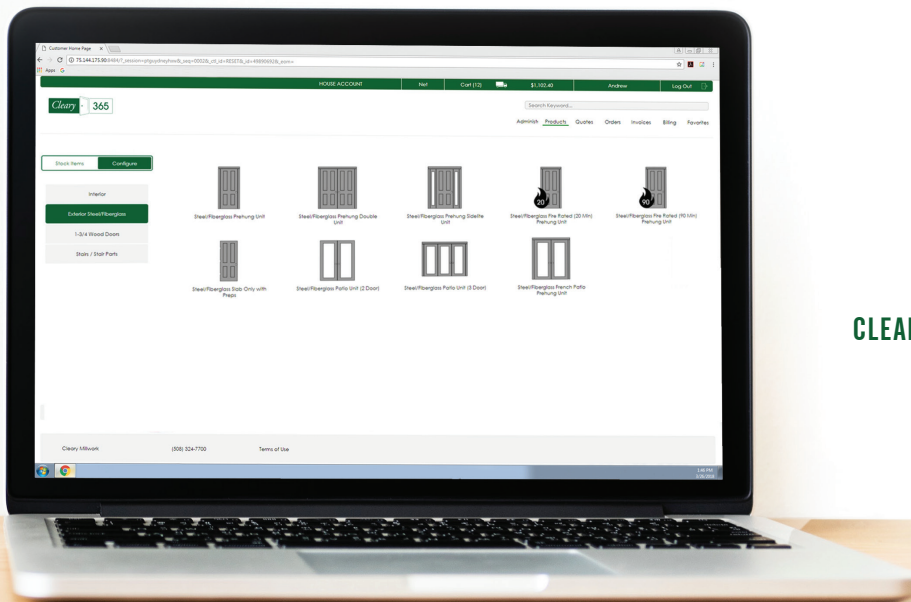 Customer Home Page
Apps
HOUSE ACCOUNT Net Cart (12) $1,102.40 Andrew Log Out
Cleary 365
Search Keyword...
Administr Products Quotes Orders Invoices Billing Favorites
Stock Items Configure
Interior
Exterior Steel/Fiberglass
1-3/4 Wood Doors
Stairs / Stair Parts
20
90
Steel/Fiberglass Prehung Unit
Steel/Fiberglass Prehung Double
Unit
Steel/Fiberglass Prehung Sidelite
Unit
Steel/Fiberglass Fire Rated (20 Min)
Prehung Unit
Steel/Fiberglass Fire Rated (90 Min)
Prehung Unit
Steel/Fiberglass Slab Only with
Preps
Steel/Fiberglass Patio Unit (2 Door)
Steel/Fiberglass Patio Unit (3 Door)
Steel/Fiberglass French Patio
Prehung Unit
CLEA
Cleary Millwork (508) 324-7700 Terms of Use
1:46 PM